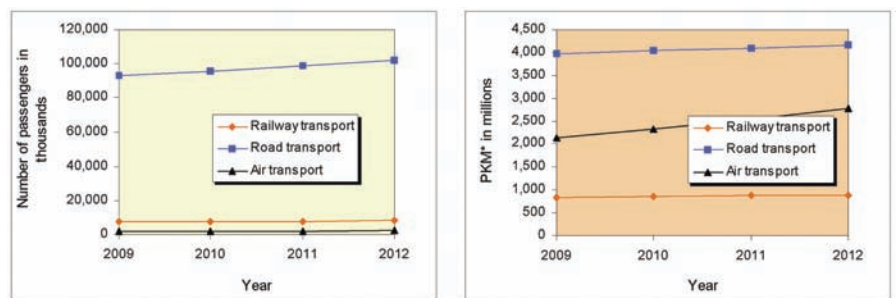 120,000
100,000
80,000
60,000
40,000
20,000
0
Number of passengers in
thousands
Railway transport
Road transport
Air transport
2009 2010 2011 2012
Year
4,500
4,000
3,500
3,000
2,500
2,000
1,500
1,000
500
0
PKM* in millions
Railway transport
Road transport
Air transport
2009 2010 2011 2012
Year